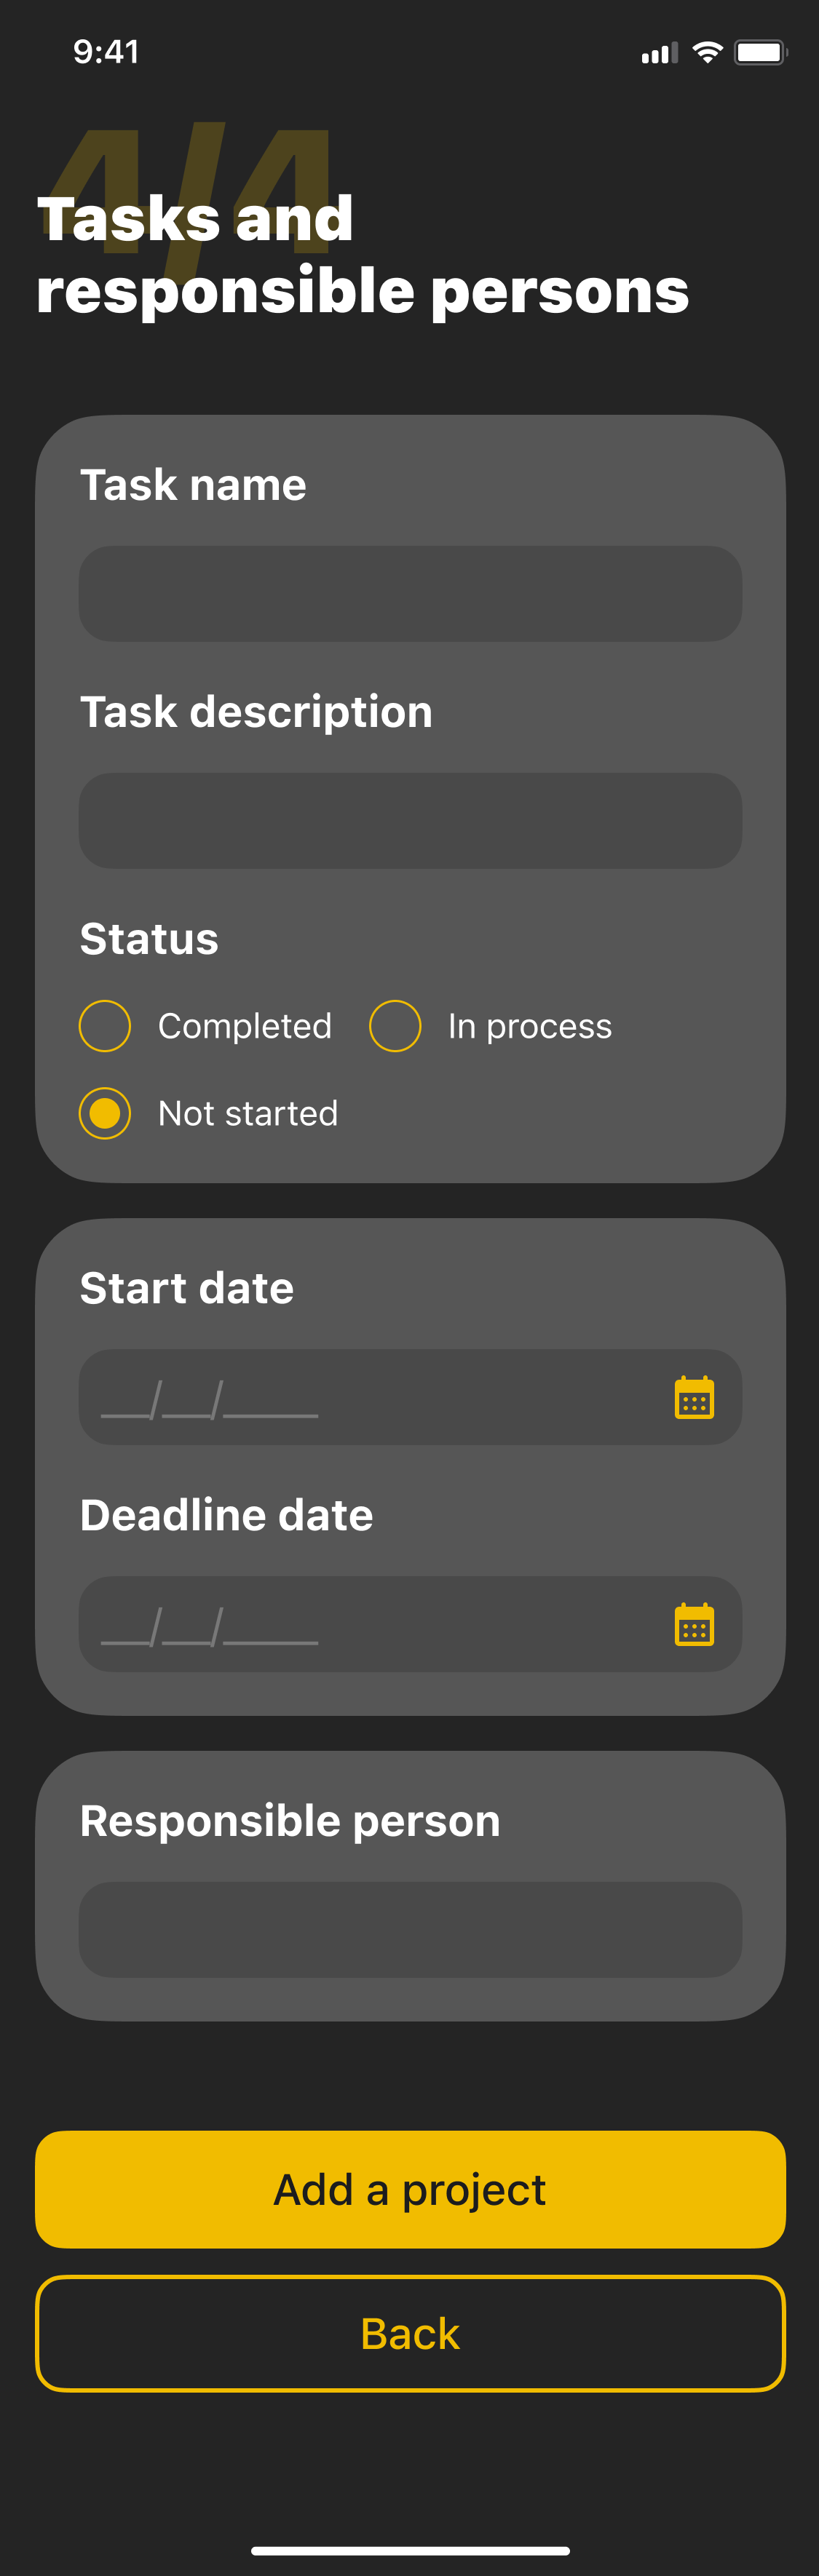 9:41
4/4
Tasks and
responsible persons
Task name
Task description
Status
Completed
In process
Not started
Start date
__/__/____
Deadline date
__/__/____
Responsible person
Add a project
Back